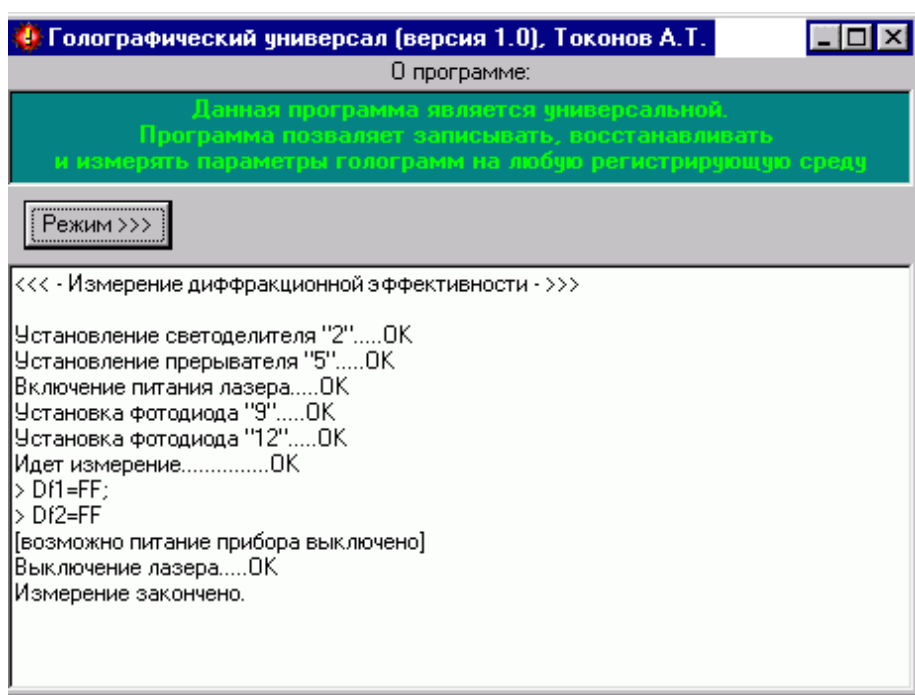 Голографический универсал (версия 1.0), Токонов А.Т.
О программе:
Данная программа является универсальной.
Программа позваляет записывать, восстанавливать
и измерять параметры голограмм на любую регистрирующую среду
Режим >>>
<<< - Измерение диффракционной эффективности - >>>
Установление светоделителя "2".....OK
Установление прерывателя "5".....OK
Включение питания лазера.....OK
Установка фотодиода "9".....OK
Установка фотодиода "12".....OK
Идет измерение...............OK
> Df1=FF;
> Df2=FF
[возможно питание прибора выключено]
Выключение лазера.....OK
Измерение закончено.